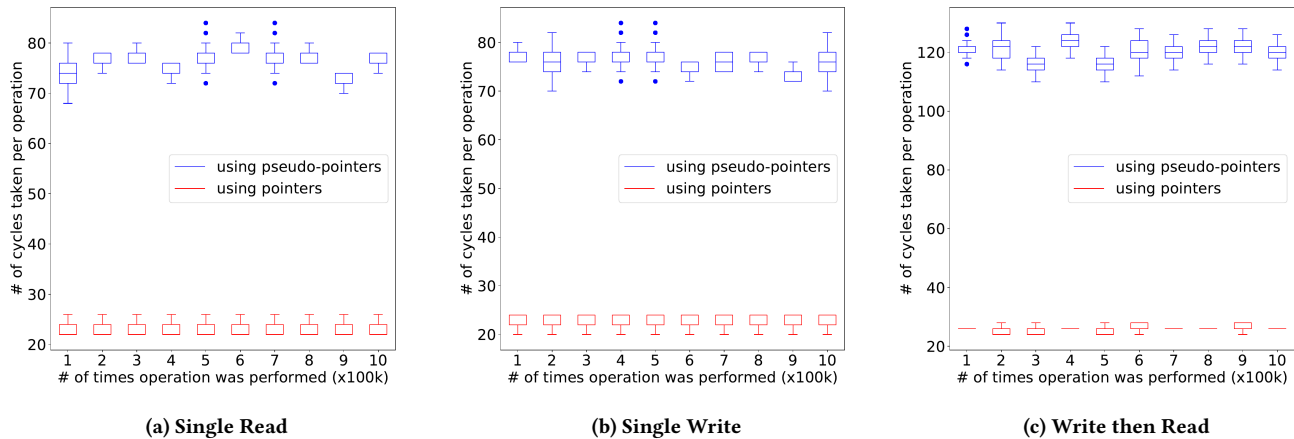 80
70
60
50
40
30
20
# of cycles taken per operation
using pseudo-pointers
using pointers
1 2 3 4 5 6 7 8 9 10
# of times operation was performed (x100k)
(a) Single Read
80
70
60
50
40
30
20
# of cycles taken per operation
using pseudo-pointers
using pointers
1 2 3 4 5 6 7 8 9 10
# of times operation was performed (x100k)
(b) Single Write
120
100
80
60
40
20
# of cycles taken per operation
using pseudo-pointers
using pointers
1 2 3 4 5 6 7 8 9 10
# of times operation was performed (x100k)
(c) Write then Read